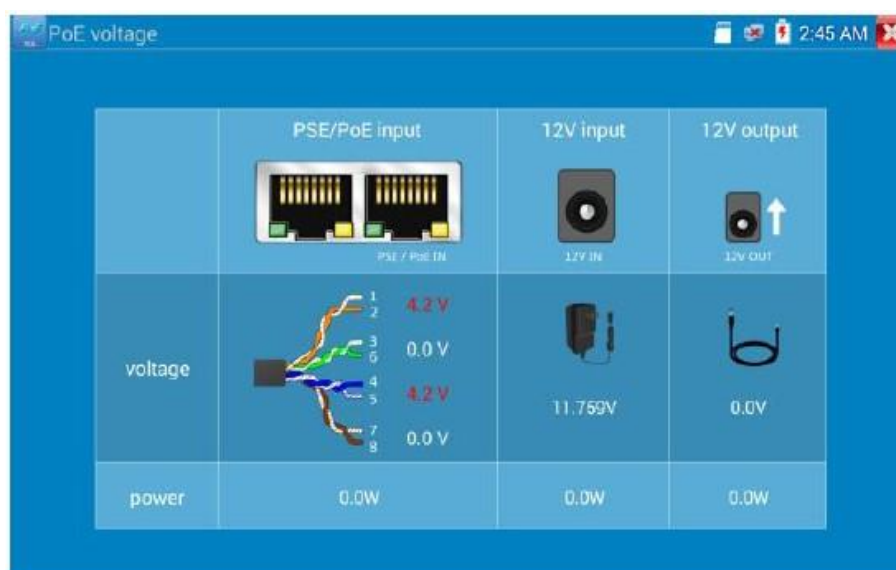 PoE voltage
2:45 AM
PSE/PoE input
12V input
12V output
PSE / PoE IN
12V IN
12V OUT
voltage
1
2
4.2 V
3
6
0.0 V
4
5
4.2 V
7
8
0.0 V
11.759V
0.0V
power
0.0W
0.0W
0.0W